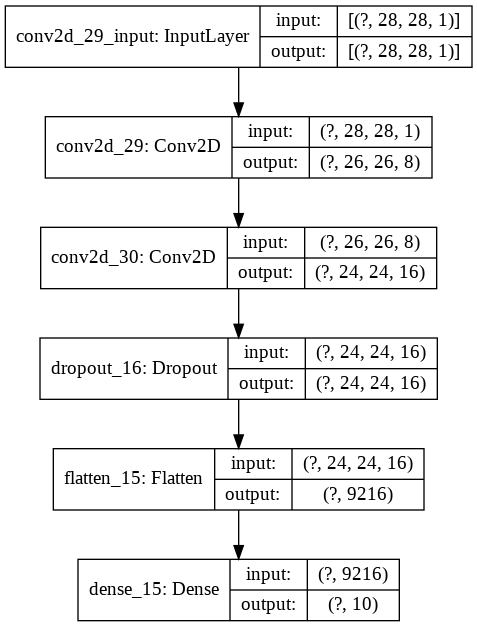 conv2d_29_input: InputLayer
input: [(?, 28, 28, 1)]
output: [(?, 28, 28, 1)]
conv2d_29: Conv2D
input: (?, 28, 28, 1)
output: (?, 26, 26, 8)
conv2d_30: Conv2D
input: (?, 26, 26, 8)
output: (?, 24, 24, 16)
dropout_16: Dropout
input: (?, 24, 24, 16)
output: (?, 24, 24, 16)
flatten_15: Flatten
input: (?, 24, 24, 16)
output: (?, 9216)
dense_15: Dense
input: (?, 9216)
output: (?, 10)